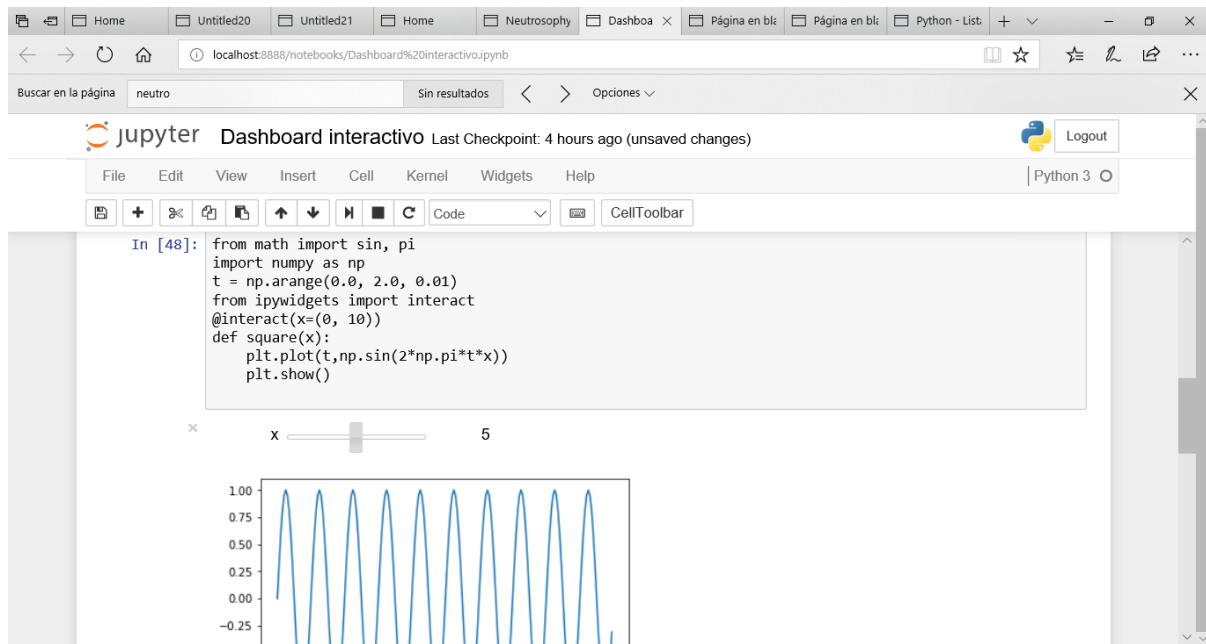 Home Untitled20 Untitled21 Home Neutrosophy Dashboa Página en bla Página en bla Python - List
localhost:8888/notebooks/Dashboard%20interactivo.ipynb
Buscar en la página neutro Sin resultados Opciones
jupyter Dashboard interactivo Last Checkpoint: 4 hours ago (unsaved changes) Logout
File Edit View Insert Cell Kernel Widgets Help Python 3
Code CellToolbar
In [48]: from math import sin, pi
import numpy as np
t = np.arange(0.0, 2.0, 0.01)
from ipywidgets import interact
@interact(x=(0, 10))
def square(x):
    plt.plot(t,np.sin(2*np.pi*t*x))
    plt.show()
x 5
1.00
0.75
0.50
0.25
0.00
−0.25